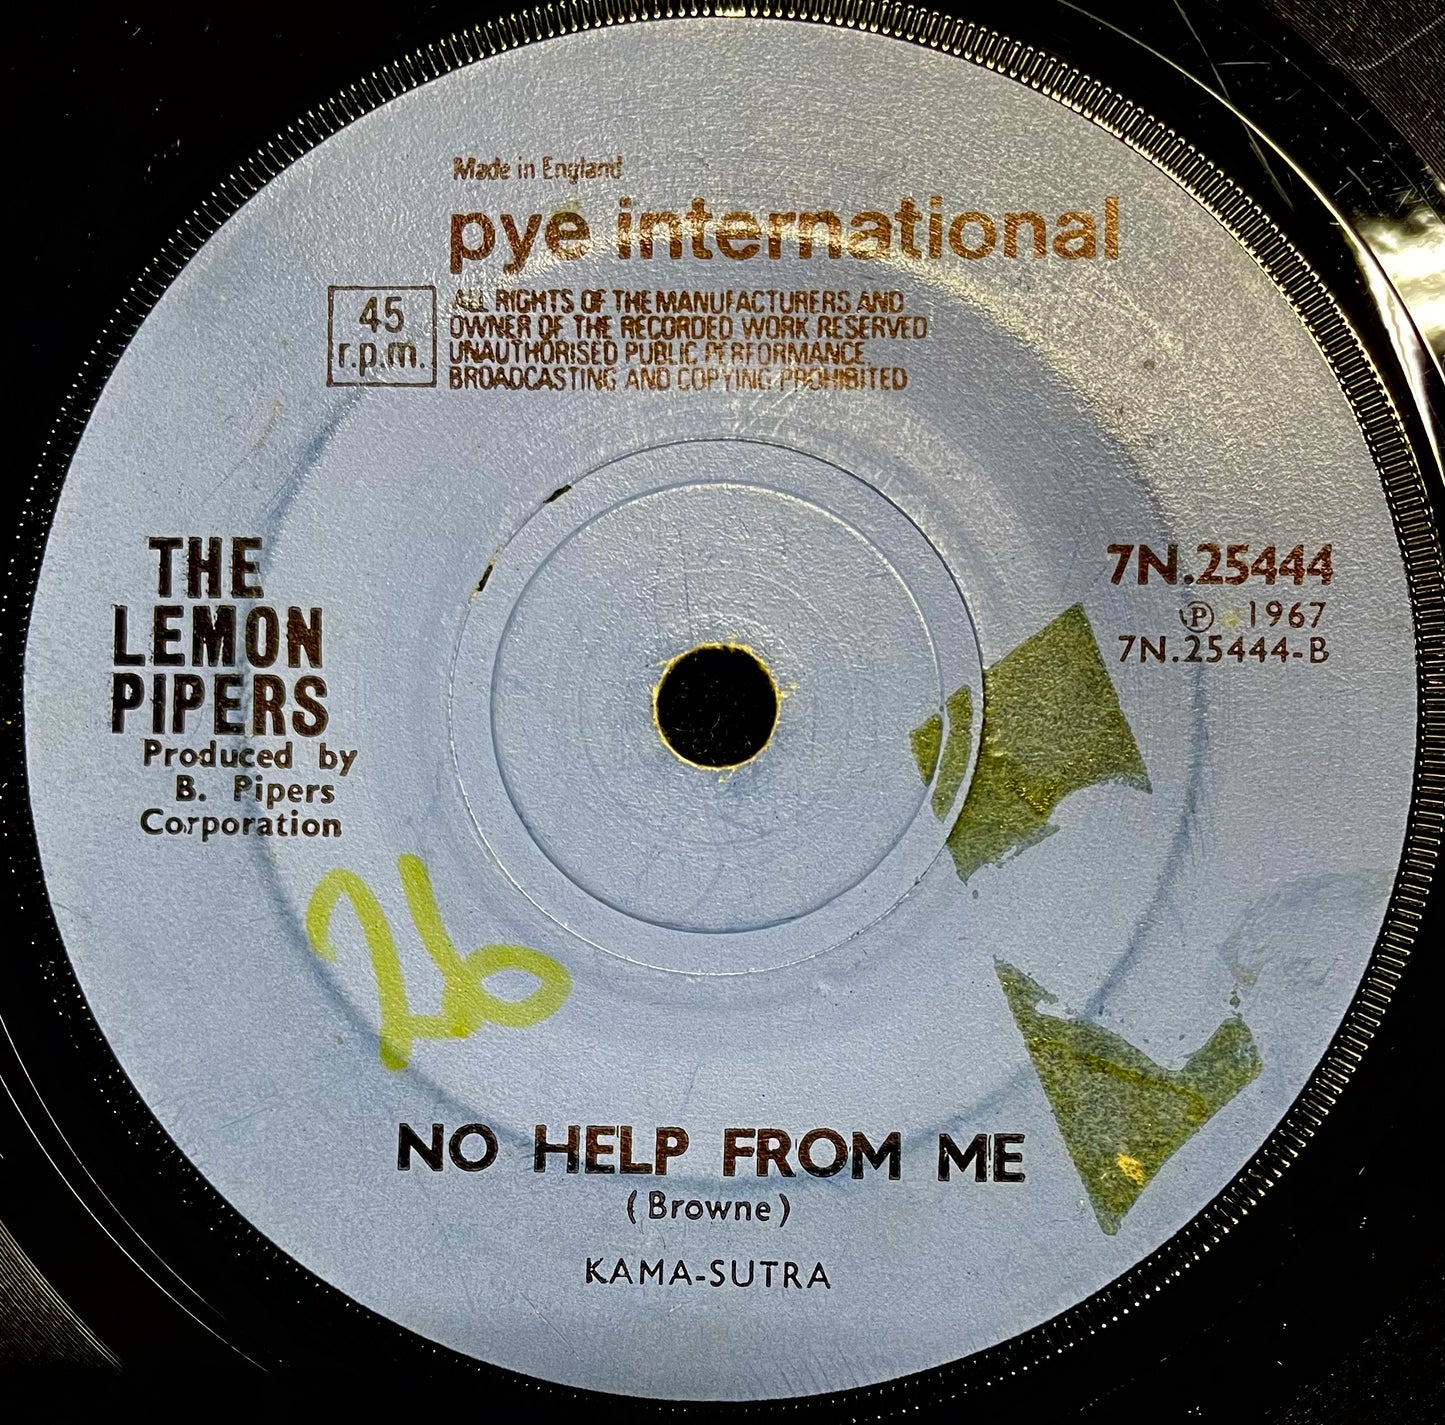 Made in England
pye international
45
r.p.m.
ALL RIGHTS OF THE MANUFACTURERS AND
OWNER OF THE RECORDED WORK RESERVED
UNAUTHORISED PUBLIC PERFORMANCE,
BROADCASTING AND COPYING PROHIBITED
THE
LEMON
PIPERS
Produced by
B. Pipers
Corporation
7N.25444
℗ 1967
7N.25444-B
26
NO HELP FROM ME
(Browne)
KAMA-SUTRA